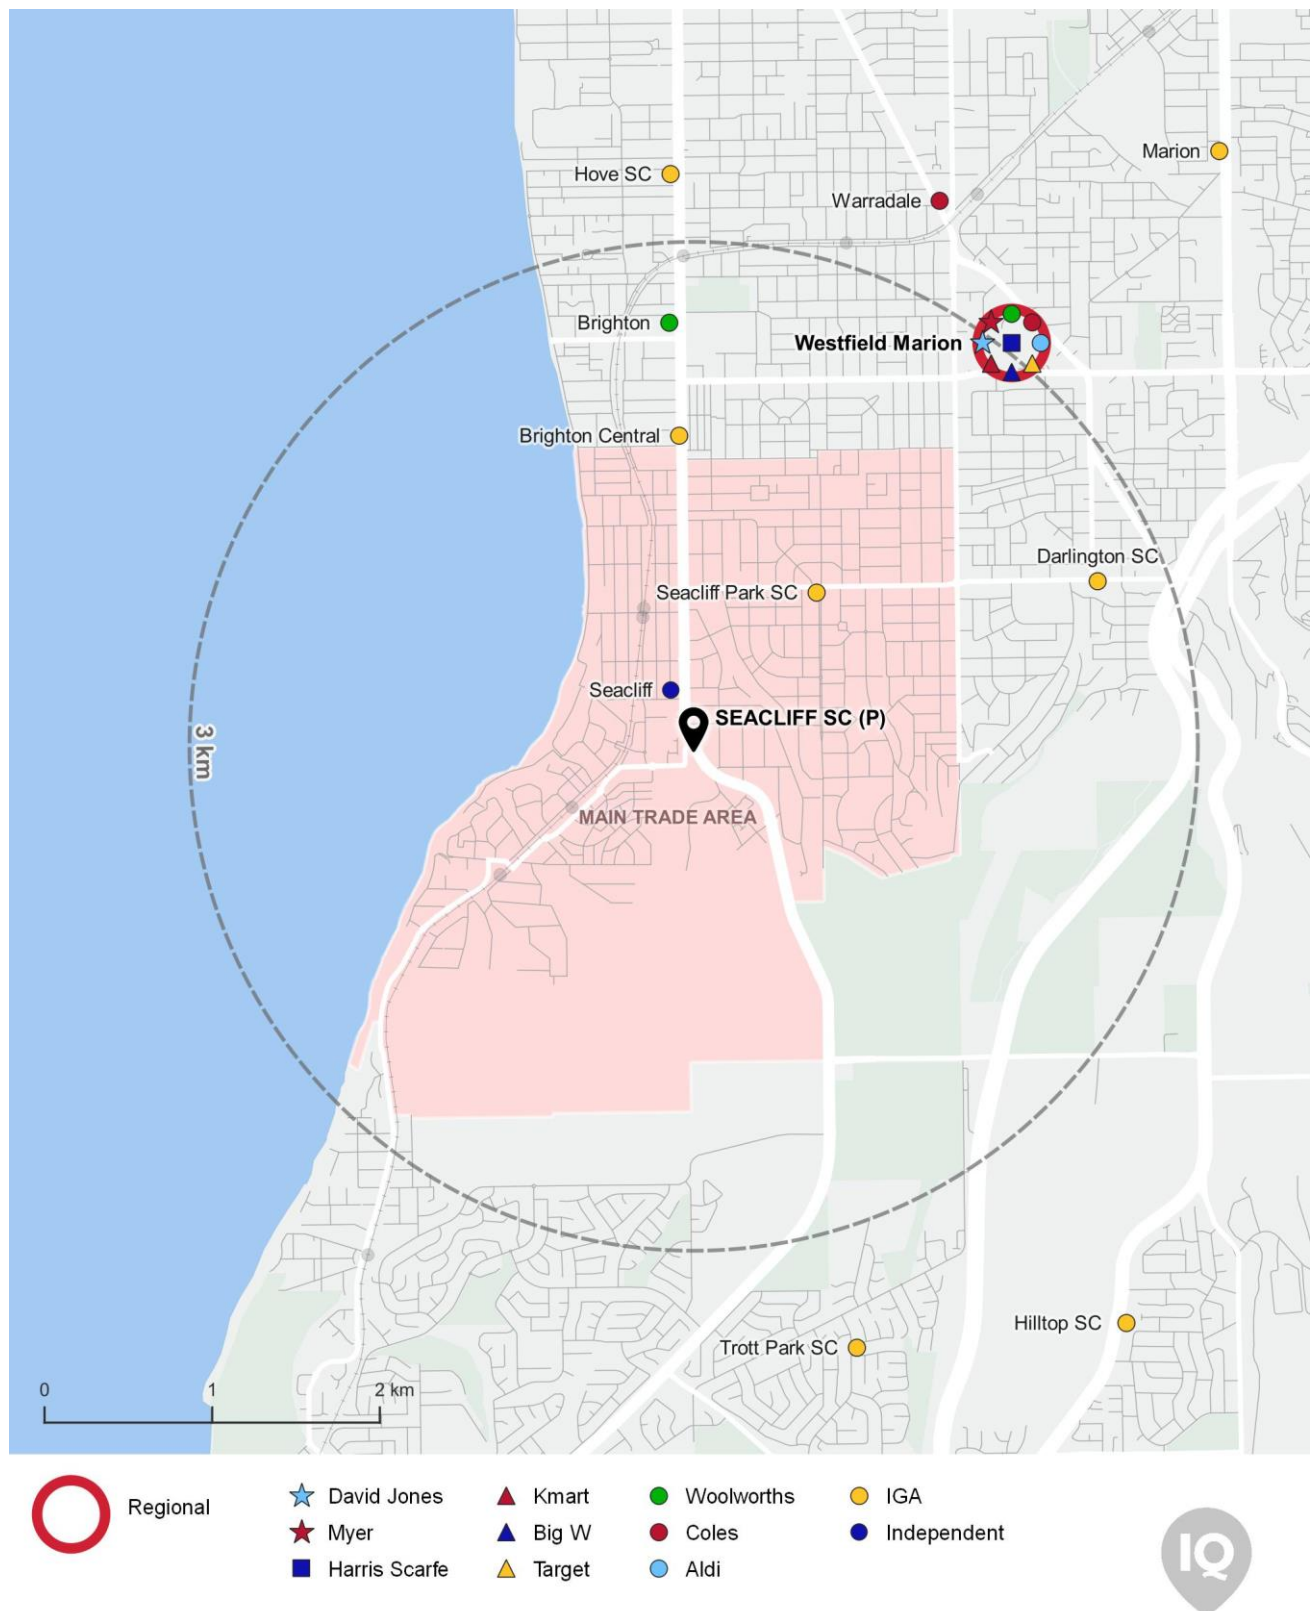 Hove SC
Marion
Warradale
Brighton
Westfield Marion
Brighton Central
Darlington SC
Seacliff Park SC
Seacliff
SEACLIFF SC (P)
3 km
MAIN TRADE AREA
Hilltop SC
Trott Park SC
0 1 2 km
Regional
David Jones
Myer
Harris Scarfe
Kmart
Big W
Target
Woolworths
Coles
Aldi
IGA
Independent
IQ